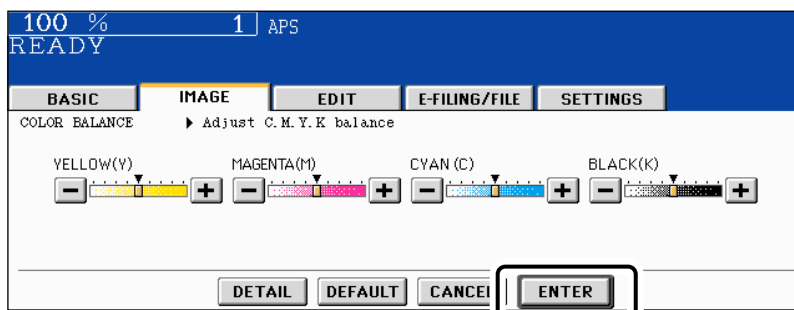 100 % 1 APS
READY
BASIC IMAGE EDIT E-FILING/FILE SETTINGS
COLOR BALANCE ▶ Adjust C.M.Y.K balance
YELLOW(Y) MAGENTA(M) CYAN (C) BLACK(K)
DETAIL DEFAULT CANCEL ENTER